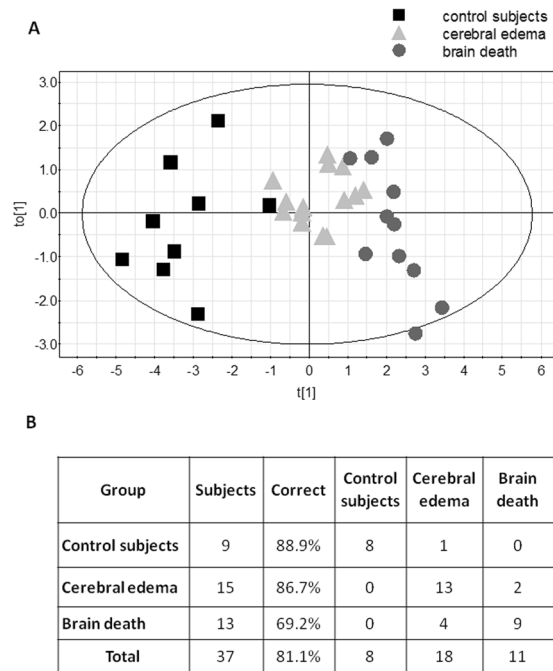 A
control subjects
cerebral edema
brain death
3.0
2.0
1.0
0.0
-1.0
-2.0
-3.0
to[1]
-6 -5 -4 -3 -2 -1 0 1 2 3 4 5 6
t[1]
B
Group Subjects Correct Control subjects Cerebral edema Brain death
Control subjects 9 88.9% 8 1 0
Cerebral edema 15 86.7% 0 13 2
Brain death 13 69.2% 0 4 9
Total 37 81.1% 8 18 11